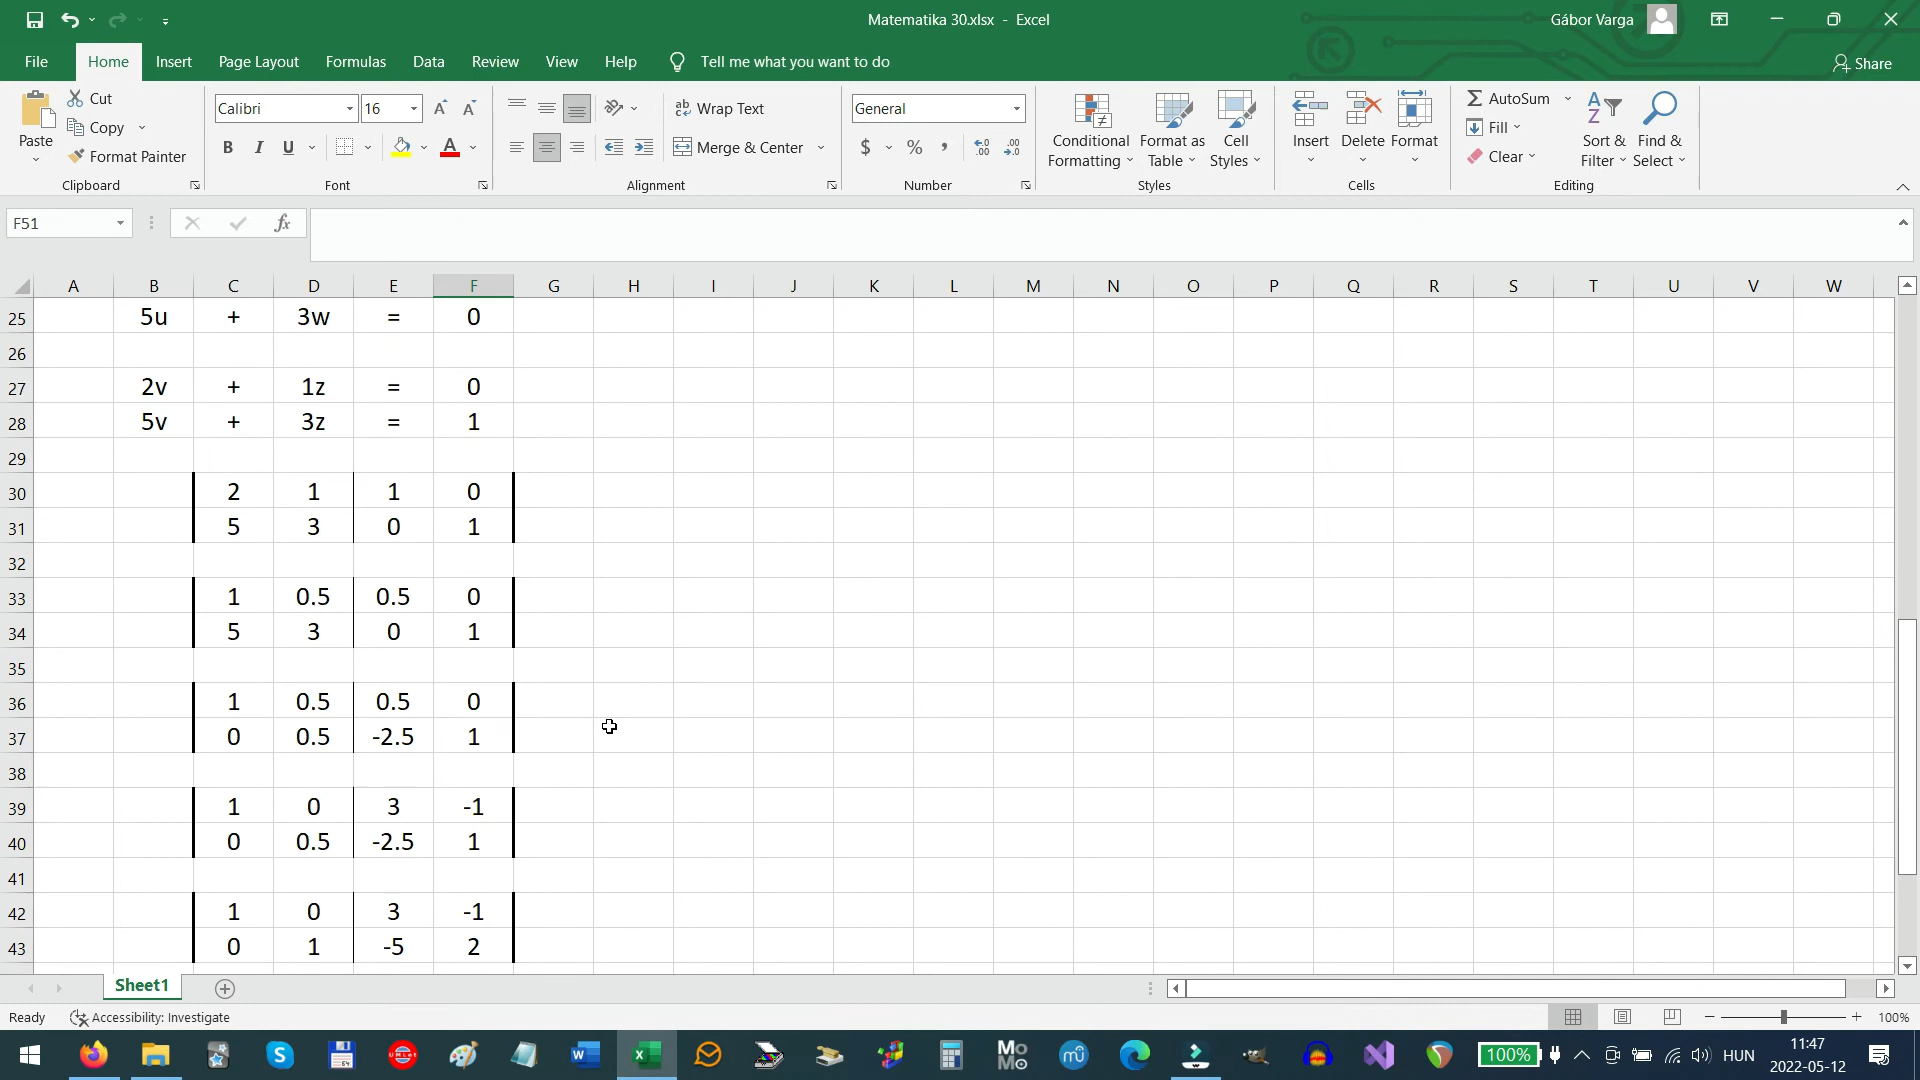 Matematika 30.xlsx - Excel
Gábor Varga
File Home Insert Page Layout Formulas Data Review View Help Tell me what you want to do Share
Paste
Cut
Copy
Format Painter
Clipboard
Calibri 16
B I U
Font
Wrap Text
Merge & Center
Alignment
General
$ % ,
Number
Conditional Formatting
Format as Table
Cell Styles
Styles
Insert Delete Format
Cells
AutoSum
Fill
Clear
Sort & Filter
Find & Select
Editing
F51 fx
A B C D E F G H I J K L M N O P Q R S T U V W
25 5u + 3w = 0
26
27 2v + 1z = 0
28 5v + 3z = 1
29
30 2 1 1 0
31 5 3 0 1
32
33 1 0.5 0.5 0
34 5 3 0 1
35
36 1 0.5 0.5 0
37 0 0.5 -2.5 1
38
39 1 0 3 -1
40 0 0.5 -2.5 1
41
42 1 0 3 -1
43 0 1 -5 2
Sheet1
Ready Accessibility: Investigate 100%
100% HUN 11:47
2022-05-12